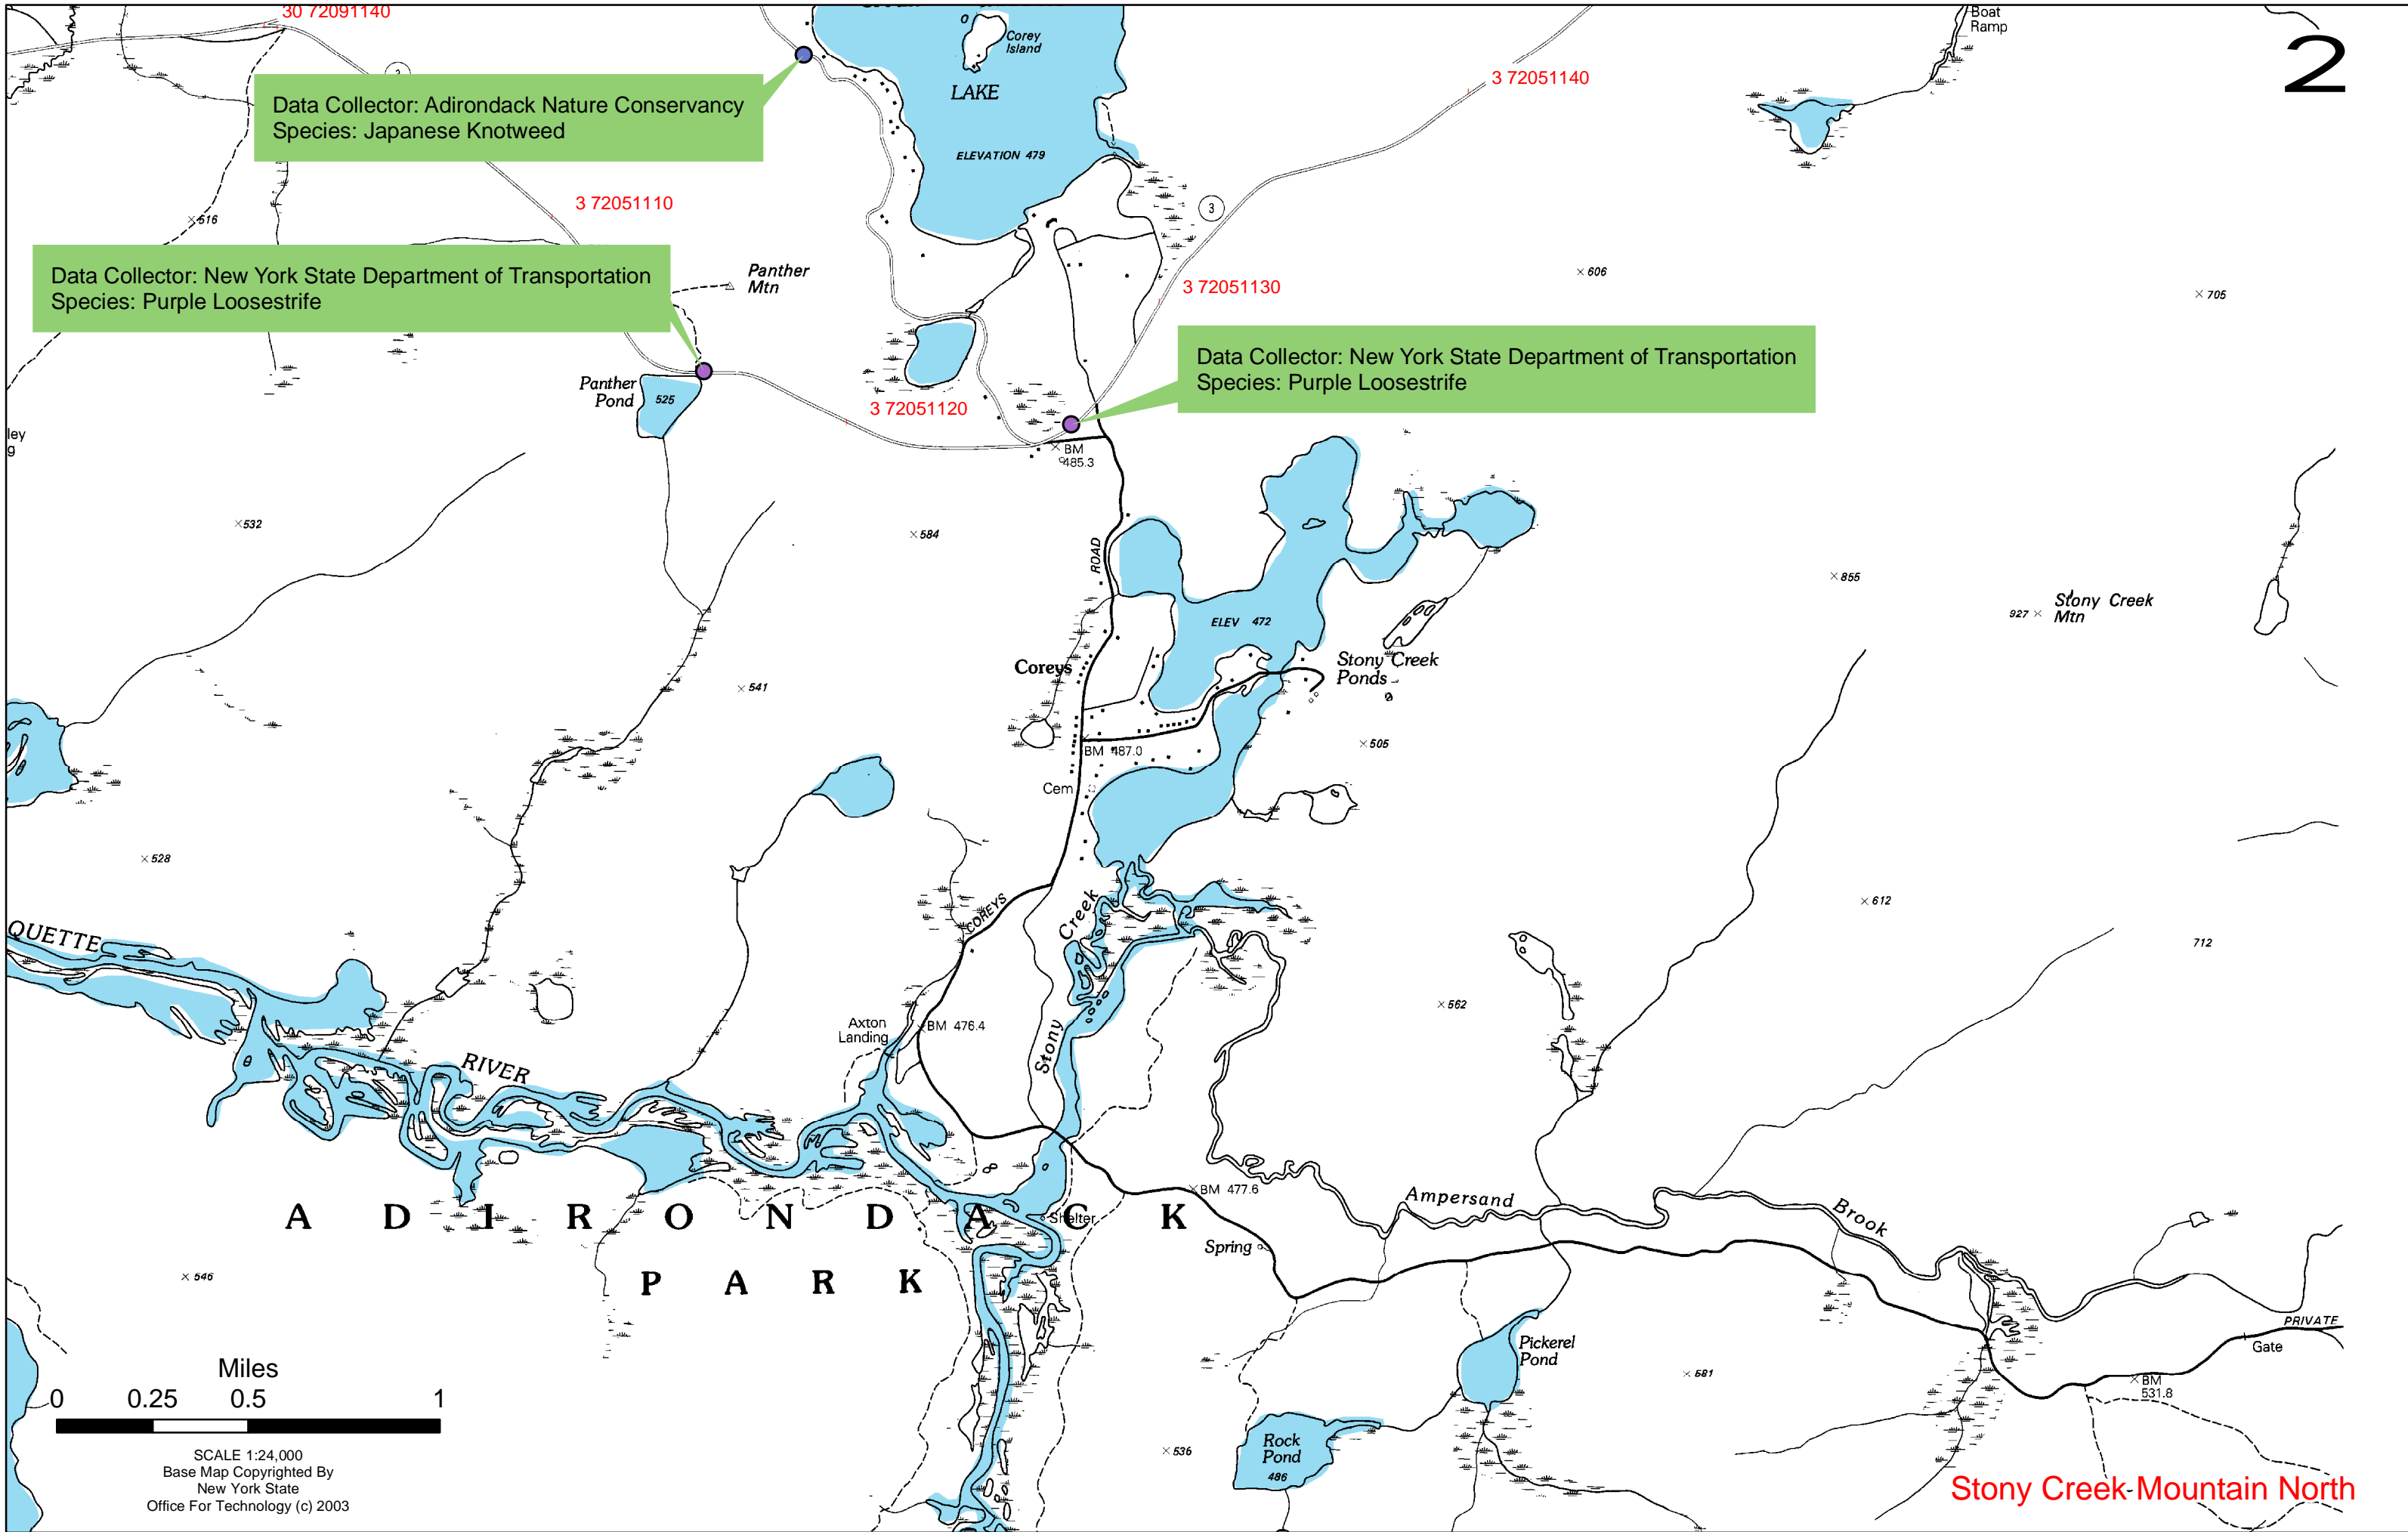 30 72091140
Boat
Ramp
2
Corey
Island
LAKE
3 72051140
Data Collector: Adirondack Nature Conservancy
Species: Japanese Knotweed
ELEVATION 479
3 72051110
3
516
Data Collector: New York State Department of Transportation
Species: Purple Loosestrife
Panther
Mtn
606
3 72051130
705
Data Collector: New York State Department of Transportation
Species: Purple Loosestrife
Panther
Pond
525
3 72051120
ley
g
BM
485.3
532
584
ROAD
855
927
Stony Creek
Mtn
ELEV 472
Coreys
Stony Creek
Ponds
541
505
BM 487.0
Cem
528
612
COREYS
Creek
QUETTE
712
562
Axton
Landing
BM 476.4
Stony
RIVER
BM 477.6
Ampersand
Brook
ADIRONDACK
Shelter
Spring
546
PARK
PRIVATE
Gate
Pickerel
Pond
581
BM
531.8
Miles
0 0.25 0.5 1
SCALE 1:24,000
Base Map Copyrighted By
New York State
Office For Technology (c) 2003
536
Rock
Pond
486
Stony Creek Mountain North